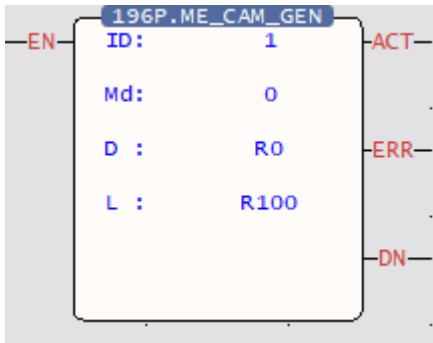 196P.ME_CAM_GEN
EN ID: 1 ACT
Md: 0
D : R0 ERR
L : R100
DN